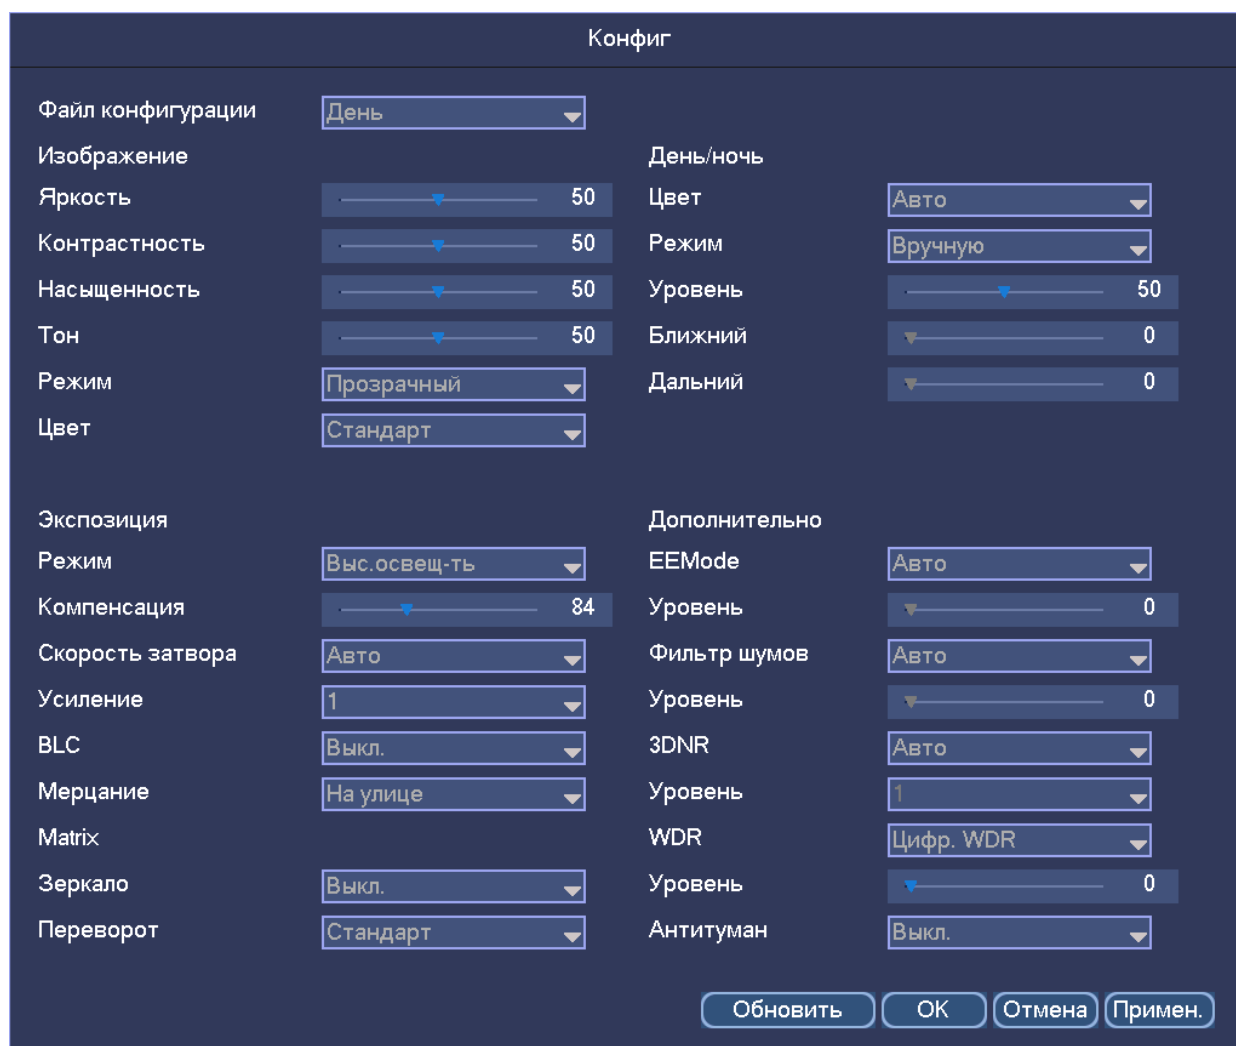 Конфиг
Файл конфигурации День
Изображение День/ночь
Яркость 50 Цвет Авто
Контрастность 50 Режим Вручную
Насыщенность 50 Уровень 50
Тон 50 Ближний 0
Режим Прозрачный Дальний 0
Цвет Стандарт
Экспозиция Дополнительно
Режим Выс.освещ-ть EEMode Авто
Компенсация 84 Уровень 0
Скорость затвора Авто Фильтр шумов Авто
Усиление 1 Уровень 0
BLC Выкл. 3DNR Авто
Мерцание На улице Уровень 1
Matrix WDR Цифр. WDR
Зеркало Выкл. Уровень 0
Переворот Стандарт Антитуман Выкл.
Обновить OK Отмена Примен.